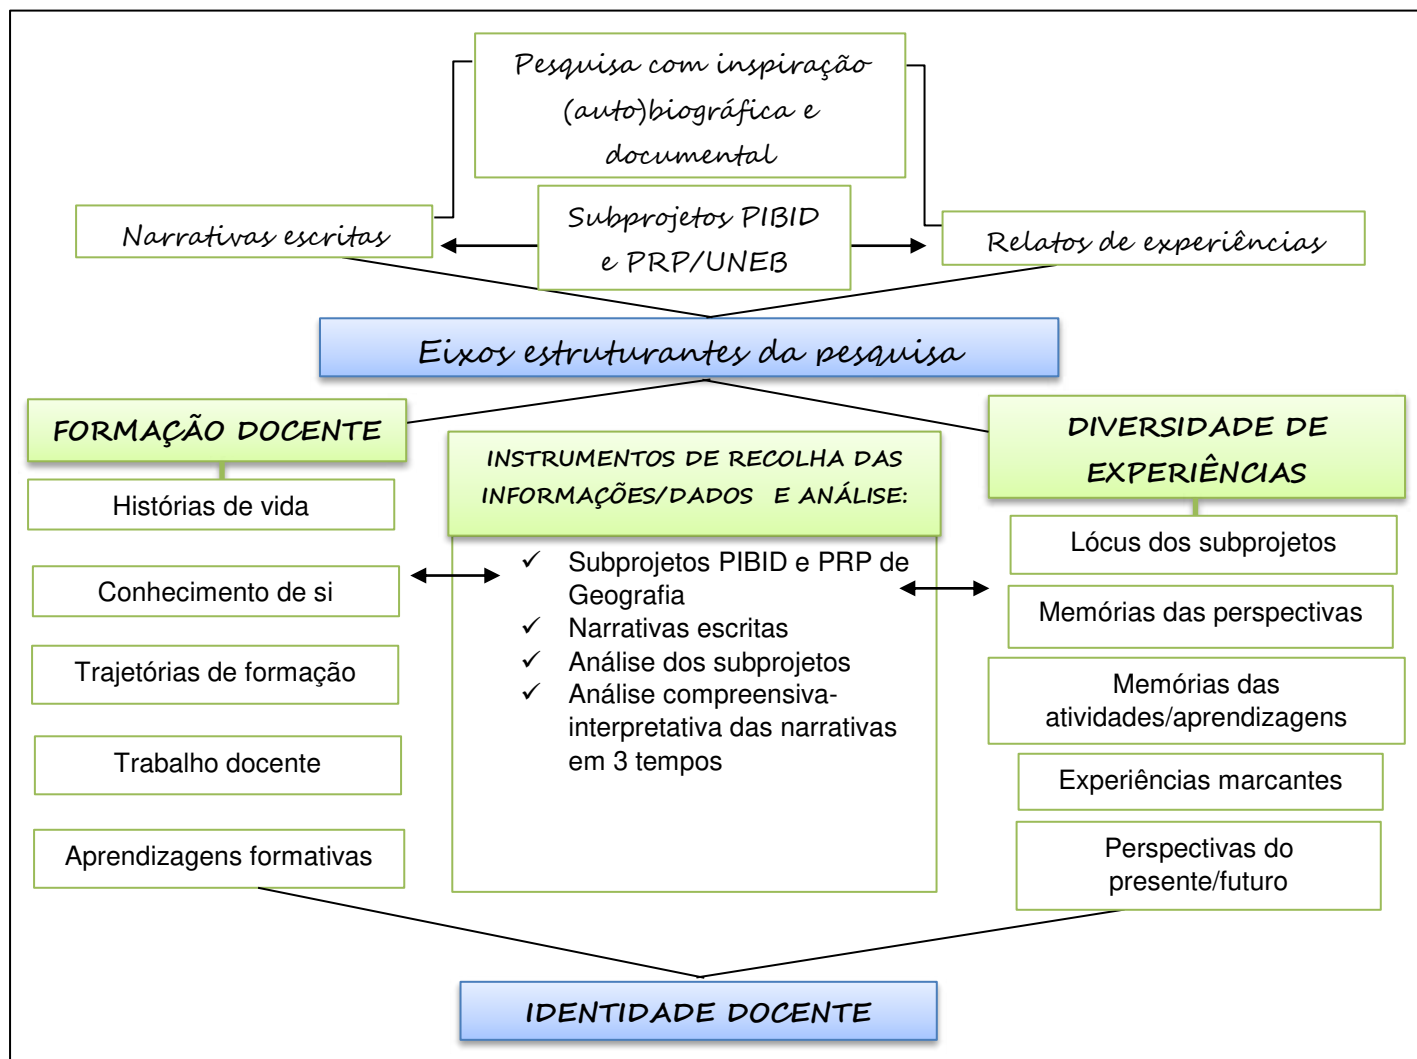 Pesquisa com inspiração
(auto)biográfica e
documental
Narrativas escritas
Subprojetos PIBID
e PRP/UNEB
Relatos de experiências
Eixos estruturantes da pesquisa
FORMAÇÃO DOCENTE
Histórias de vida
Conhecimento de si
Trajetórias de formação
Trabalho docente
Aprendizagens formativas
INSTRUMENTOS DE RECOLHA DAS
INFORMAÇÕES/DADOS E ANÁLISE:
✓ Subprojetos PIBID e PRP de
Geografia
✓ Narrativas escritas
✓ Análise dos subprojetos
✓ Análise compreensiva-
interpretativa das narrativas
em 3 tempos
DIVERSIDADE DE
EXPERIÊNCIAS
Lócus dos subprojetos
Memórias das perspectivas
Memórias das
atividades/aprendizagens
Experiências marcantes
Perspectivas do
presente/futuro
IDENTIDADE DOCENTE